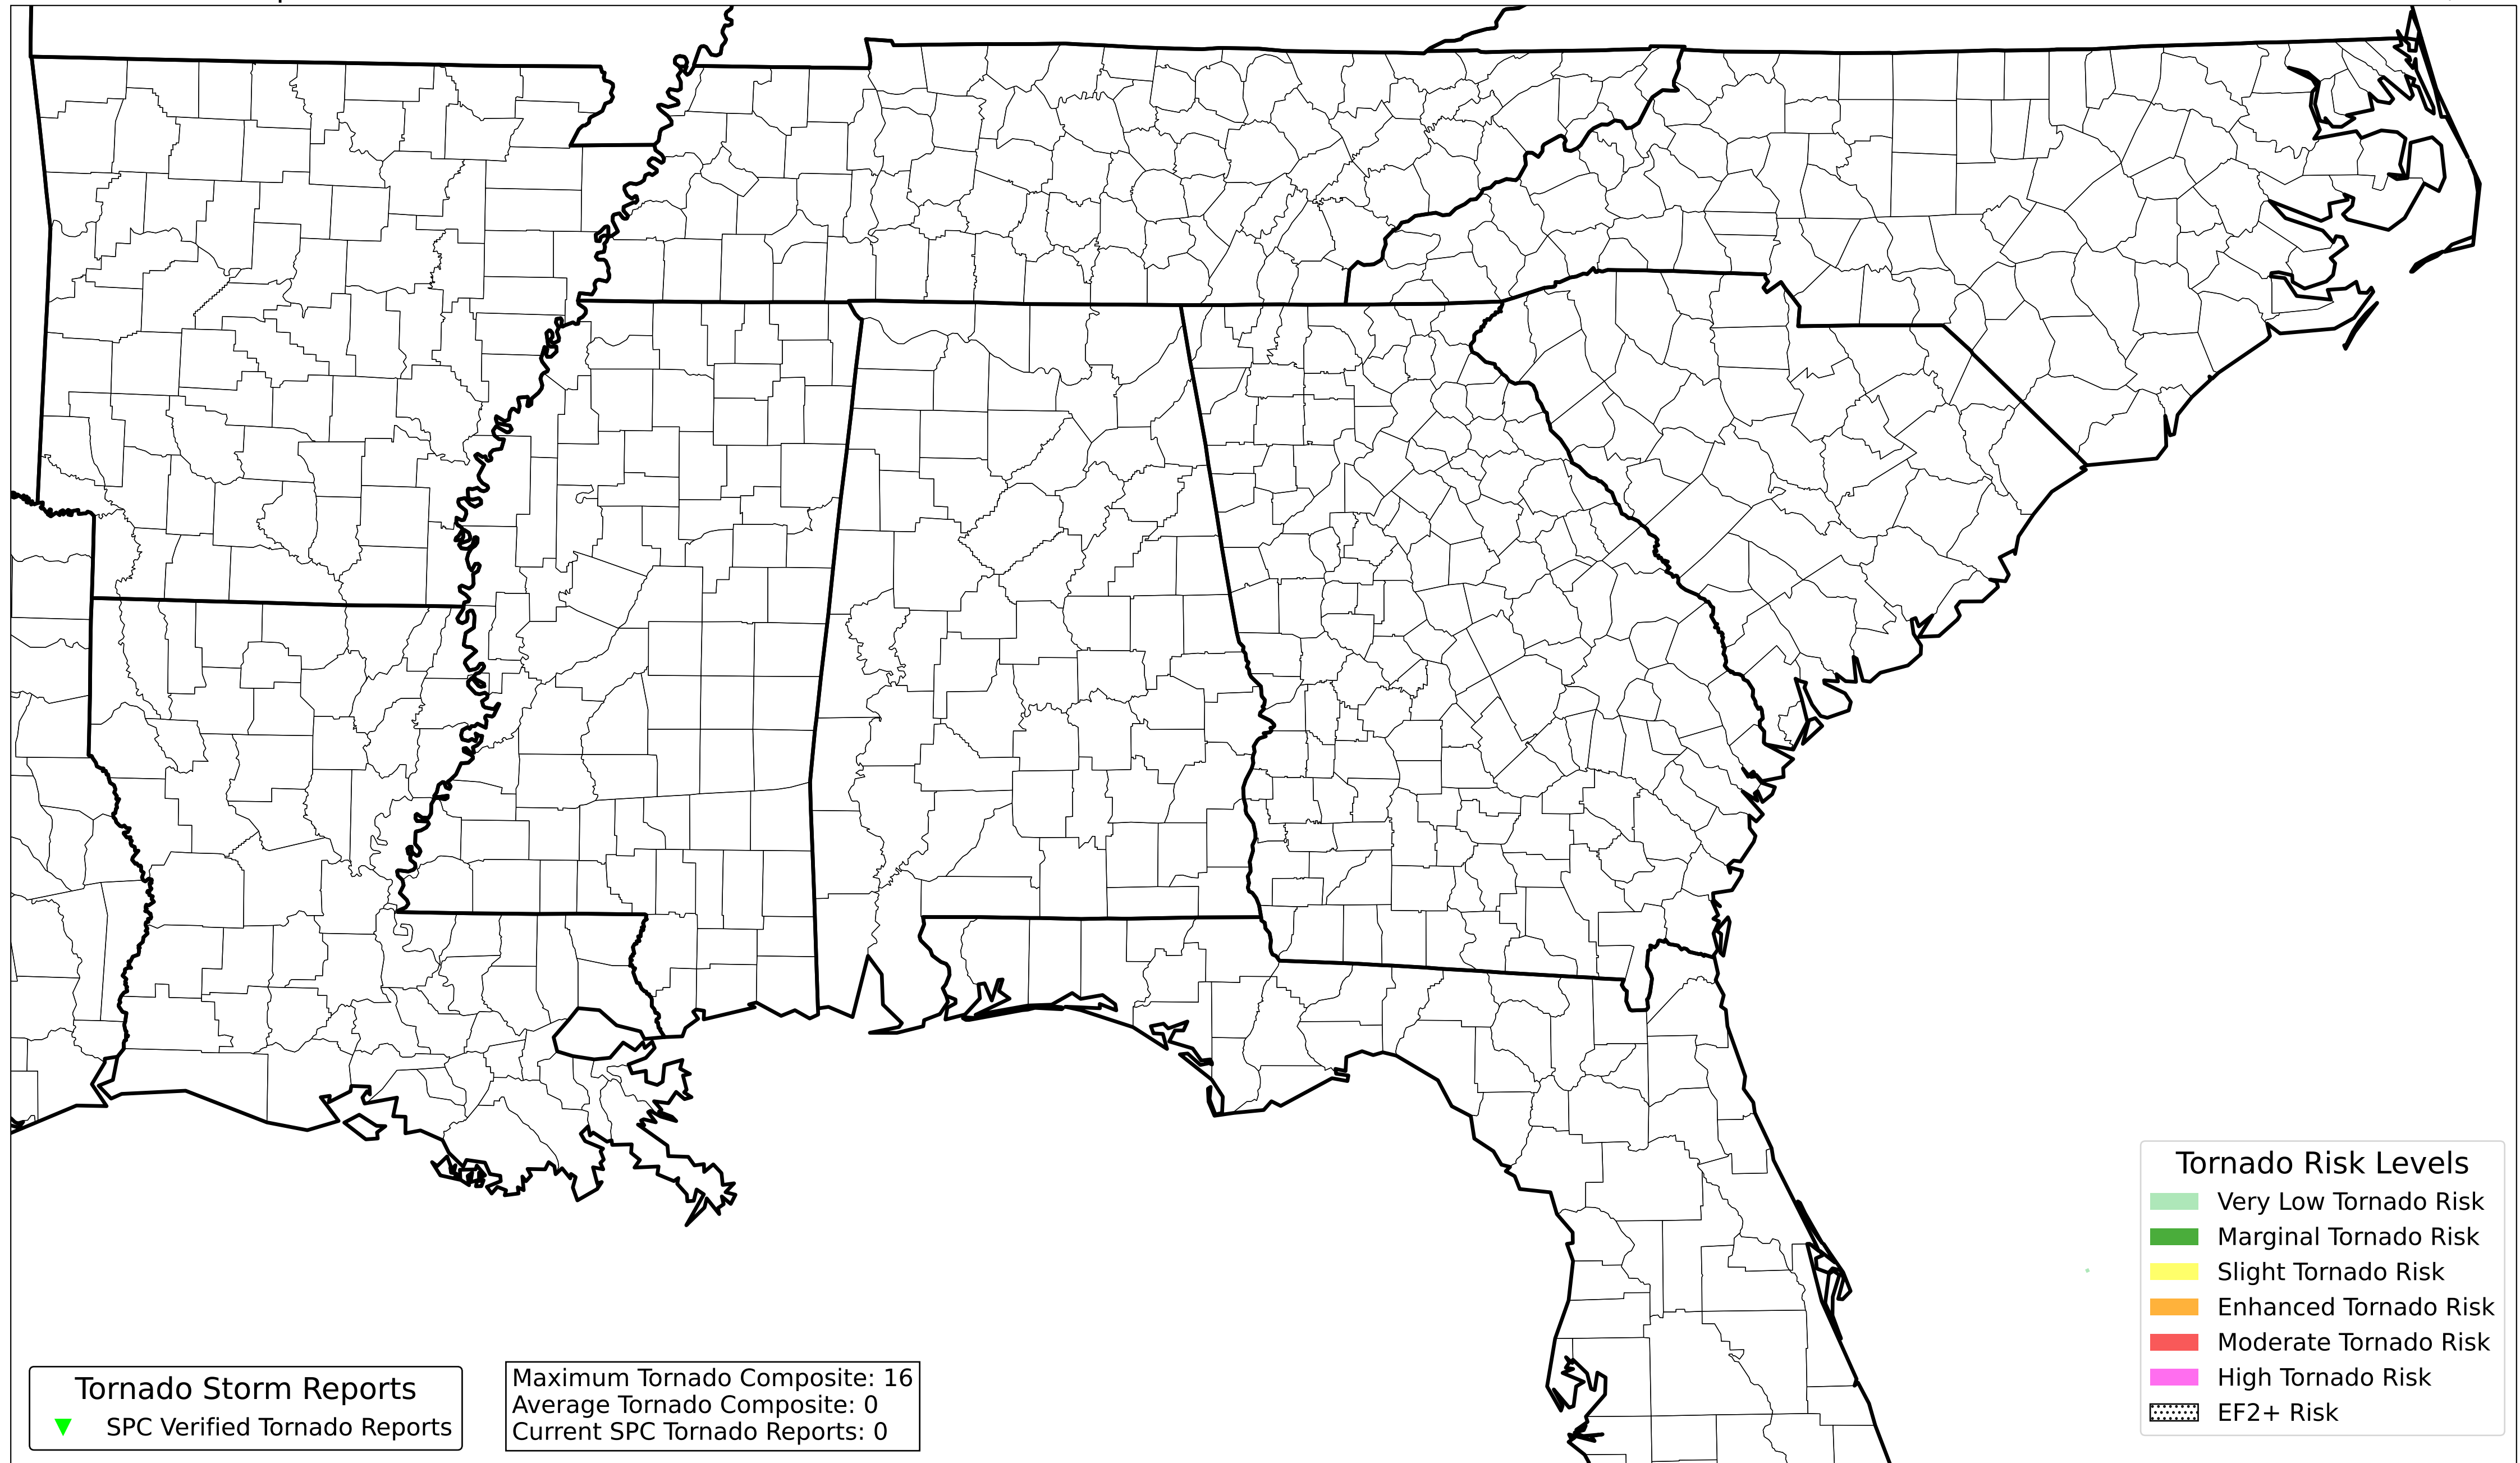 Tornado Risk Levels
Very Low Tornado Risk
Marginal Tornado Risk
Slight Tornado Risk
Enhanced Tornado Risk
Moderate Tornado Risk
High Tornado Risk
EF2+ Risk
Tornado Storm Reports
SPC Verified Tornado Reports
Maximum Tornado Composite: 16
Average Tornado Composite: 0
Current SPC Tornado Reports: 0